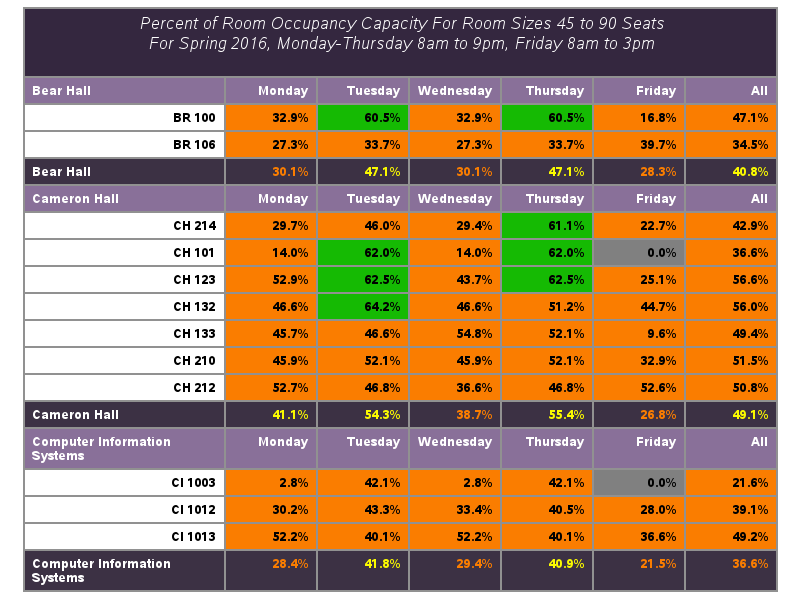 Percent of Room Occupancy Capacity For Room Sizes 45 to 90 Seats
For Spring 2016, Monday-Thursday 8am to 9pm, Friday 8am to 3pm
Bear Hall Monday Tuesday Wednesday Thursday Friday All
BR 100 32.9% 60.5% 32.9% 60.5% 16.8% 47.1%
BR 106 27.3% 33.7% 27.3% 33.7% 39.7% 34.5%
Bear Hall 30.1% 47.1% 30.1% 47.1% 28.3% 40.8%
Cameron Hall Monday Tuesday Wednesday Thursday Friday All
CH 214 29.7% 46.0% 29.4% 61.1% 22.7% 42.9%
CH 101 14.0% 62.0% 14.0% 62.0% 0.0% 36.6%
CH 123 52.9% 62.5% 43.7% 62.5% 25.1% 56.6%
CH 132 46.6% 64.2% 46.6% 51.2% 44.7% 56.0%
CH 133 45.7% 46.6% 54.8% 52.1% 9.6% 49.4%
CH 210 45.9% 52.1% 45.9% 52.1% 32.9% 51.5%
CH 212 52.7% 46.8% 36.6% 46.8% 52.6% 50.8%
Cameron Hall 41.1% 54.3% 38.7% 55.4% 26.8% 49.1%
Computer Information Monday Tuesday Wednesday Thursday Friday All
Systems
CI 1003 2.8% 42.1% 2.8% 42.1% 0.0% 21.6%
CI 1012 30.2% 43.3% 33.4% 40.5% 28.0% 39.1%
CI 1013 52.2% 40.1% 52.2% 40.1% 36.6% 49.2%
Computer Information 28.4% 41.8% 29.4% 40.9% 21.5% 36.6%
Systems